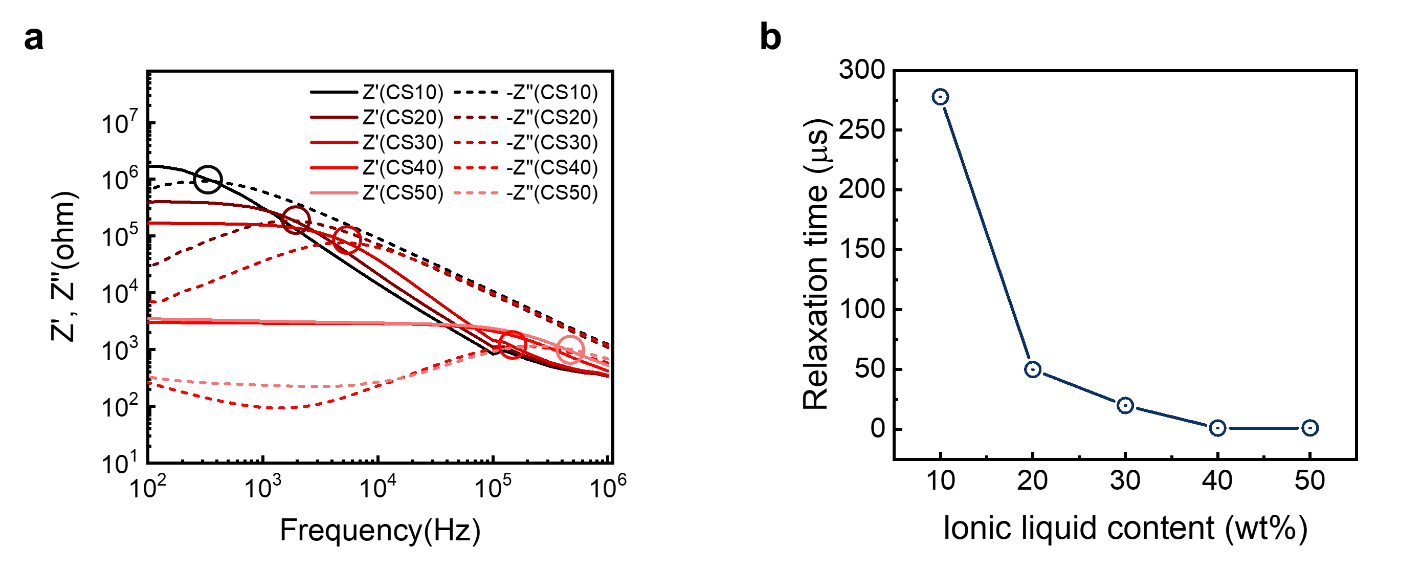 a
Z'(CS10) -Z"(CS10)
Z'(CS20) -Z"(CS20)
Z'(CS30) -Z"(CS30)
Z'(CS40) -Z"(CS40)
Z'(CS50) -Z"(CS50)
10⁷
10⁶
10⁵
10⁴
10³
10²
10¹
Z', Z"(ohm)
10² 10³ 10⁴ 10⁵ 10⁶
Frequency(Hz)
b
300
250
200
150
100
50
0
Relaxation time (μs)
10 20 30 40 50
Ionic liquid content (wt%)